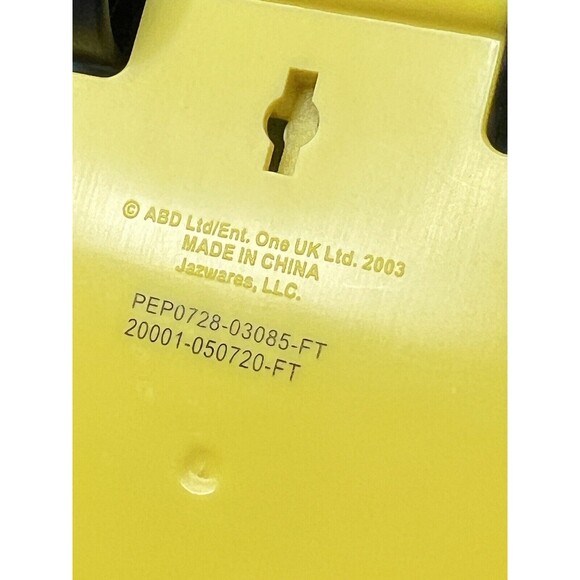 © ABD Ltd/Ent. One UK Ltd. 2003
MADE IN CHINA
Jazwares, LLC.
PEP0728-03085-FT
20001-050720-FT